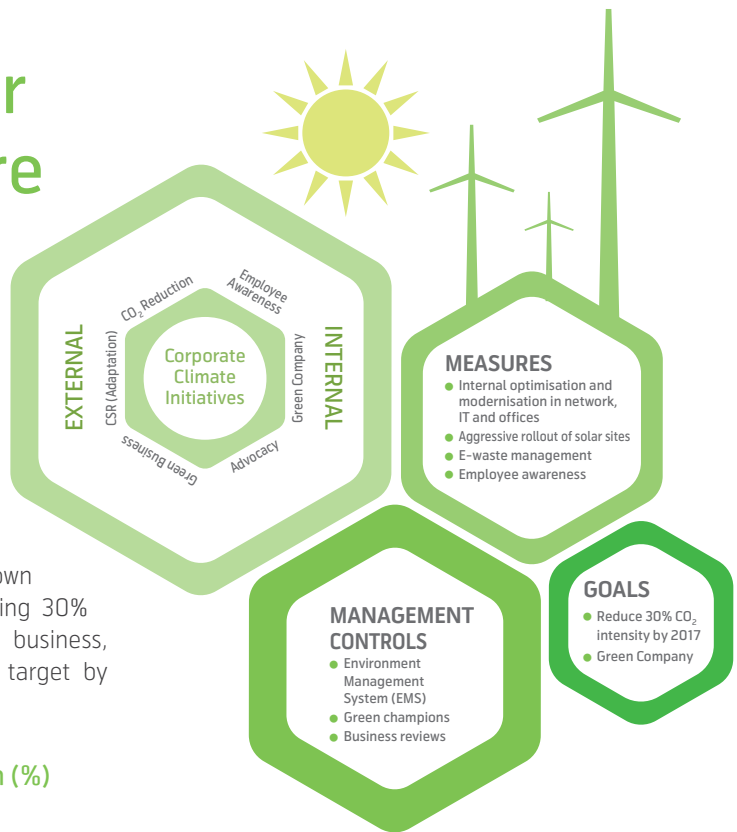 r
re
EXTERNAL
CSR (Adaptation)
CO₂ Reduction
Employee
Awareness
Corporate
Climate
Initiatives
Green Company
INTERNAL
Green Business
Advocacy
MEASURES
● Internal optimisation and
modernisation in network,
IT and offices
● Aggressive rollout of solar sites
● E-waste management
● Employee awareness
own
ing 30%
business,
target by
n (%)
MANAGEMENT
CONTROLS
● Environment
Management
System (EMS)
● Green champions
● Business reviews
GOALS
● Reduce 30% CO₂
intensity by 2017
● Green Company